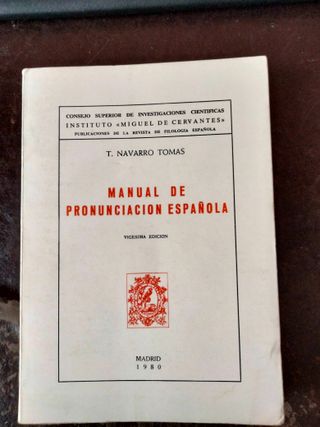 CONSEJO SUPERIOR DE INVESTIGACIONES CIENTIFICAS
INSTITUTO «MIGUEL DE CERVANTES»
PUBLICACIONES DE LA REVISTA DE FILOLOGIA ESPAÑOLA
T. NAVARRO TOMAS
MANUAL DE
PRONUNCIACION ESPAÑOLA
VIGESIMA EDICION
MADRID
1980